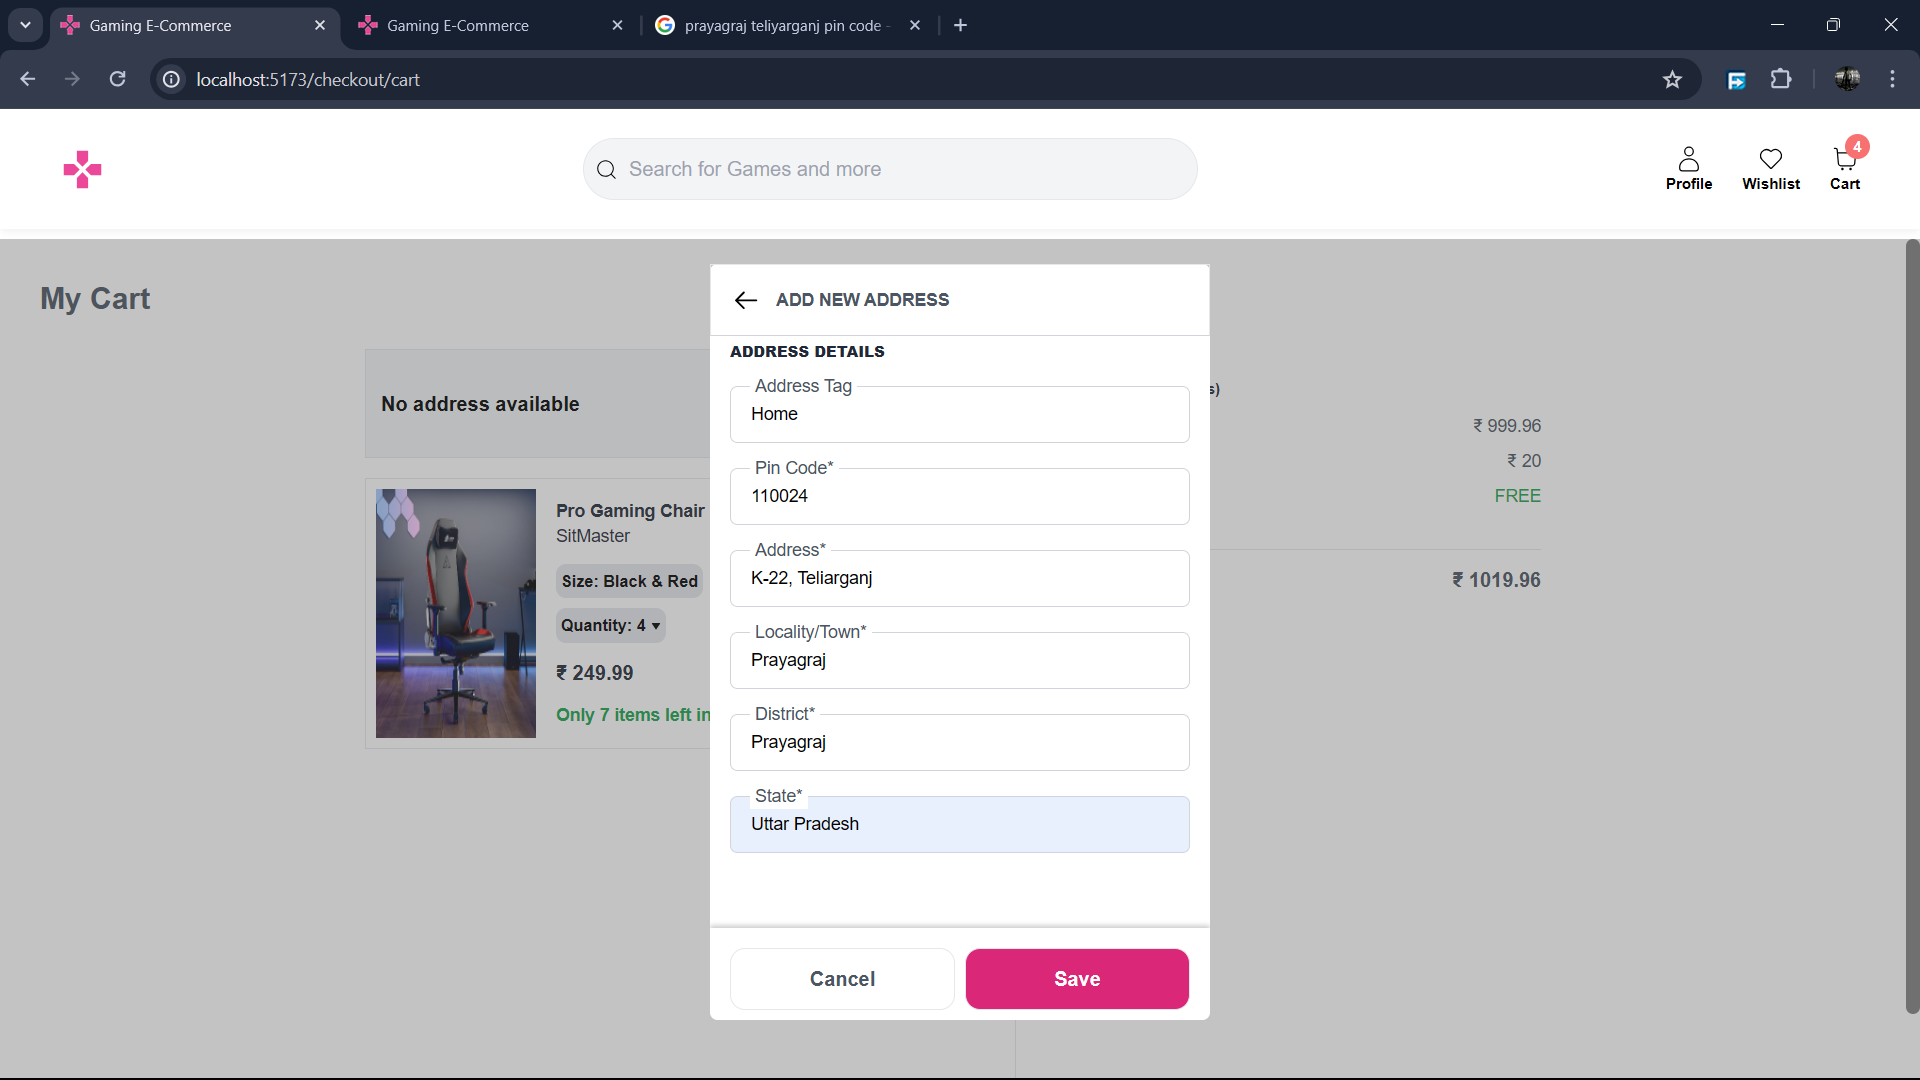 Gaming E-Commerce
Gaming E-Commerce
prayagraj teliyarganj pin code -
localhost:5173/checkout/cart
Search for Games and more
Profile
Wishlist
4
Cart
My Cart
No address available
Pro Gaming Chair
SitMaster
Size: Black & Red
Quantity: 4
₹ 249.99
Only 7 items left in
ADD NEW ADDRESS
ADDRESS DETAILS
Address Tag
Home
Pin Code*
110024
Address*
K-22, Teliarganj
Locality/Town*
Prayagraj
District*
Prayagraj
State*
Uttar Pradesh
Cancel
Save
s)
₹ 999.96
₹ 20
FREE
₹ 1019.96